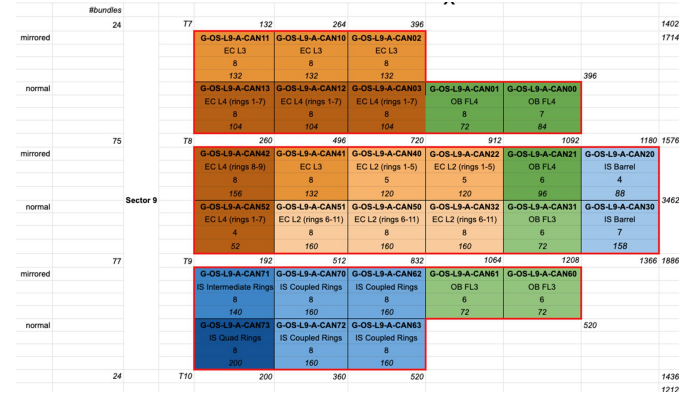 #bundles
24 T7 132 264 396 1402
mirrored G-OS-L9-A-CAN11 G-OS-L9-A-CAN10 G-OS-L9-A-CAN02 1714
EC L3 EC L3 EC L3
8 8 8
132 132 132 396
normal G-OS-L9-A-CAN13 G-OS-L9-A-CAN12 G-OS-L9-A-CAN03 G-OS-L9-A-CAN01 G-OS-L9-A-CAN00
EC L4 (rings 1-7) EC L4 (rings 1-7) EC L4 (rings 1-7) OB FL4 OB FL4
8 8 8 8 7
104 104 104 72 84
75 T8 260 496 720 912 1092 1180 1576
mirrored G-OS-L9-A-CAN42 G-OS-L9-A-CAN41 G-OS-L9-A-CAN40 G-OS-L9-A-CAN22 G-OS-L9-A-CAN21 G-OS-L9-A-CAN20
EC L4 (rings 8-9) EC L3 EC L2 (rings 1-5) EC L2 (rings 1-5) OB FL4 IS Barrel
8 8 5 5 6 4
156 132 120 120 96 88
Sector 9 3462
normal G-OS-L9-A-CAN52 G-OS-L9-A-CAN51 G-OS-L9-A-CAN50 G-OS-L9-A-CAN32 G-OS-L9-A-CAN31 G-OS-L9-A-CAN30
EC L4 (rings 1-7) EC L2 (rings 6-11) EC L2 (rings 6-11) EC L2 (rings 6-11) OB FL3 IS Barrel
4 8 8 8 6 7
52 160 160 160 72 158
77 T9 192 512 832 1064 1208 1366 1886
mirrored G-OS-L9-A-CAN71 G-OS-L9-A-CAN70 G-OS-L9-A-CAN62 G-OS-L9-A-CAN61 G-OS-L9-A-CAN60
IS Intermediate Rings IS Coupled Rings IS Coupled Rings OB FL3 OB FL3
8 8 8 6 6
140 160 160 72 72
normal G-OS-L9-A-CAN73 G-OS-L9-A-CAN72 G-OS-L9-A-CAN63 520
IS Quad Rings IS Coupled Rings IS Coupled Rings
8 8 8
200 160 160
24 T10 200 360 520 1436
1212